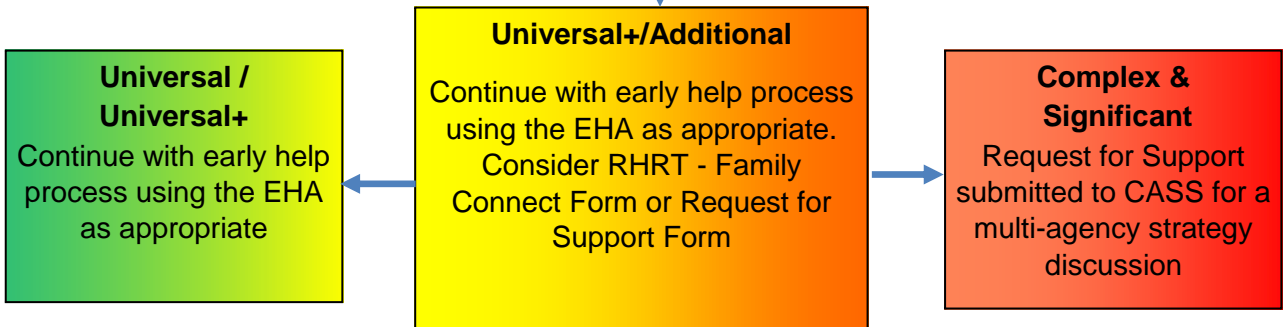 Universal /
Universal+
Continue with early help
process using the EHA
as appropriate
Universal+/Additional
Continue with early help process
using the EHA as appropriate.
Consider RHRT - Family
Connect Form or Request for
Support Form
Complex &
Significant
Request for Support
submitted to CASS for a
multi-agency strategy
discussion